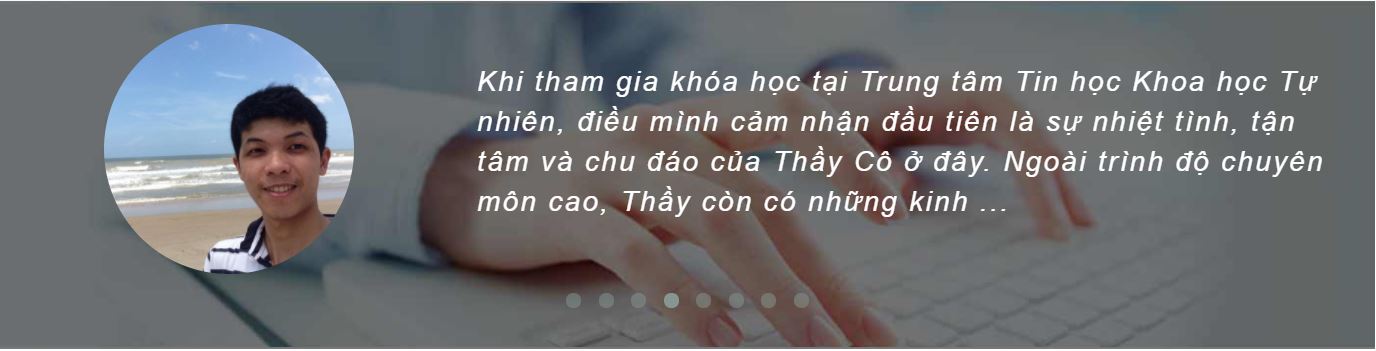 Khi tham gia khóa học tại Trung tâm Tin học Khoa học Tự
nhiên, điều mình cảm nhận đầu tiên là sự nhiệt tình, tận
tâm và chu đáo của Thầy Cô ở đây. Ngoài trình độ chuyên
môn cao, Thầy còn có những kinh ...